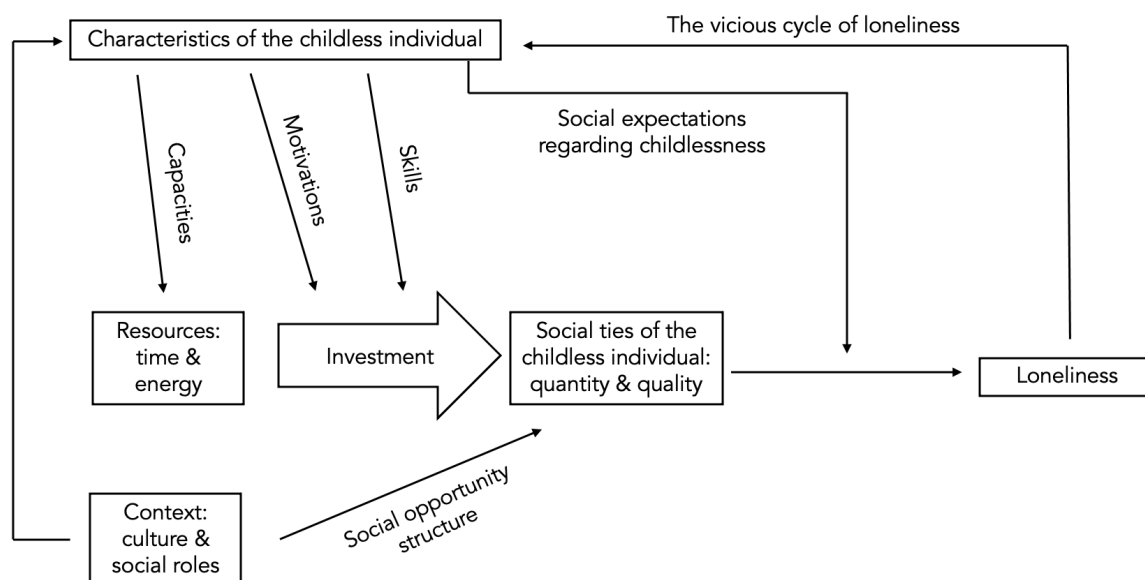 The vicious cycle of loneliness
Characteristics of the childless individual
Social expectations
regarding childlessness
Capacities
Motivations
Skills
Resources:
time &
energy
Investment
Social ties of the
childless individual:
quantity & quality
Loneliness
Context:
culture &
social roles
Social opportunity
structure